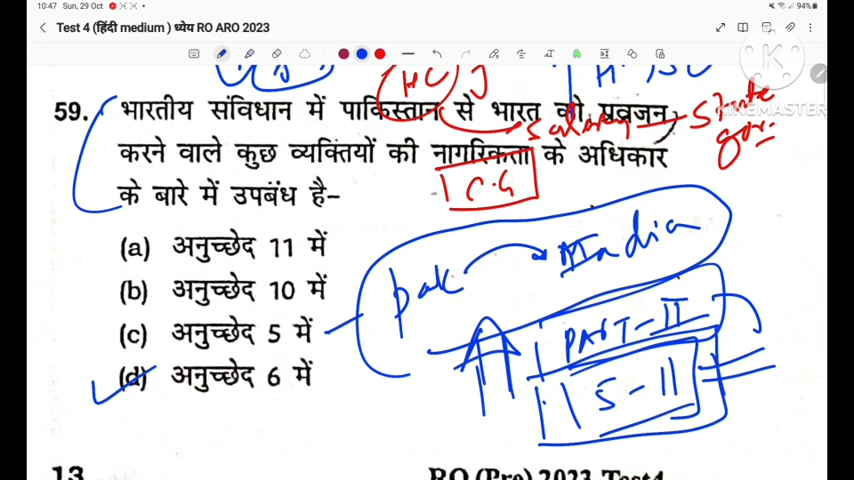 10:47 Sun, 29 Oct 94%
Test 4 (हिंदी medium ) ध्येय RO ARO 2023
KINEMASTER
(HC) J
59. भारतीय संविधान में पाकिस्तान से भारत को प्रव्रजन
Salary State
gov.
करने वाले कुछ व्यक्तियों की नागरिकता के अधिकार
C.G
के बारे में उपबंध है–
(a) अनुच्छेद 11 में
(b) अनुच्छेद 10 में
(c) अनुच्छेद 5 में
(d) अनुच्छेद 6 में
Pak India
PART-II
5-11
13 RO (Pre) 2023 Test4